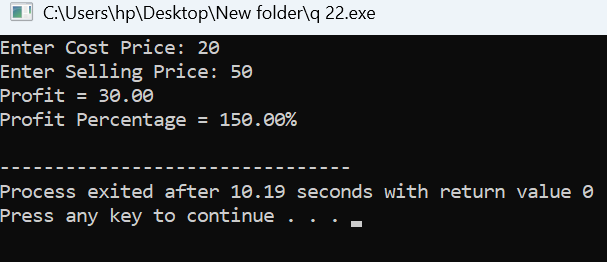 C:\Users\hp\Desktop\New folder\q 22.exe
Enter Cost Price: 20
Enter Selling Price: 50
Profit = 30.00
Profit Percentage = 150.00%
--------------------------------
Process exited after 10.19 seconds with return value 0
Press any key to continue . . .